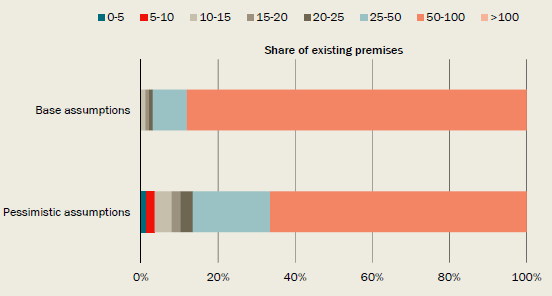 0-5 5-10 10-15 15-20 20-25 25-50 50-100 >100
Share of existing premises
Base assumptions
Pessimistic assumptions
0% 20% 40% 60% 80% 100%